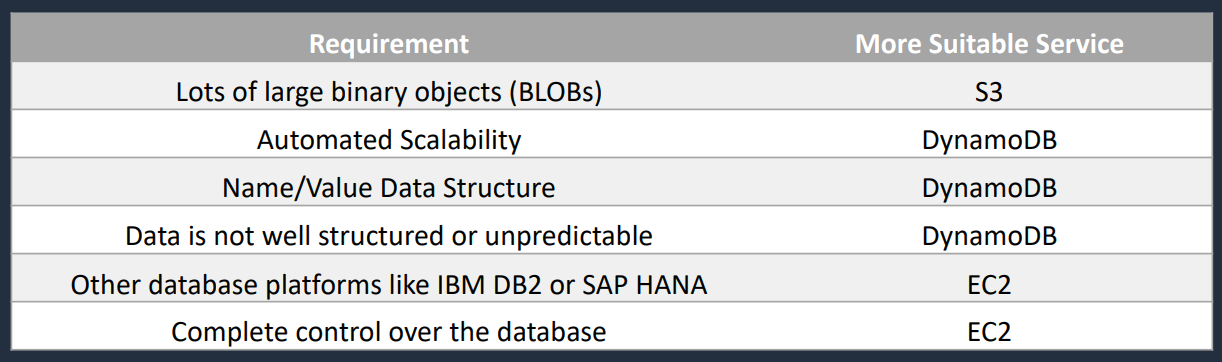 Requirement More Suitable Service
Lots of large binary objects (BLOBs) S3
Automated Scalability DynamoDB
Name/Value Data Structure DynamoDB
Data is not well structured or unpredictable DynamoDB
Other database platforms like IBM DB2 or SAP HANA EC2
Complete control over the database EC2